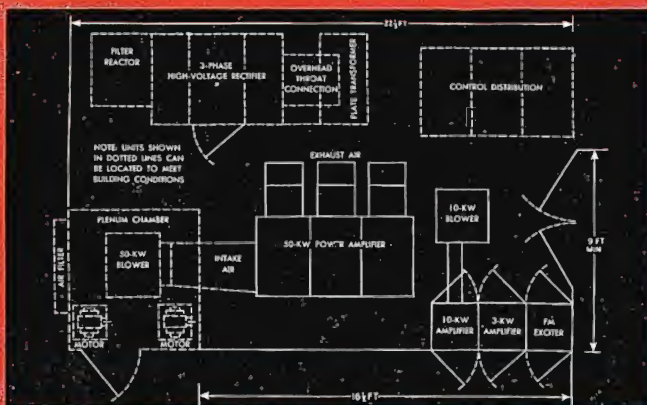 22½ FT
FILTER
REACTOR
3-PHASE
HIGH-VOLTAGE RECTIFIER
OVERHEAD
THROAT
CONNECTION
PLATE TRANSFORMER
CONTROL DISTRIBUTION
NOTE: UNITS SHOWN
IN DOTTED LINES CAN
BE LOCATED TO MEET
BUILDING CONDITIONS
EXHAUST AIR
PLENUM CHAMBER
10-KW
BLOWER
9 FT
MIN
AIR FILTER
50-KW
BLOWER
INTAKE
AIR
50-KW POWER AMPLIFIER
10-KW
AMPLIFIER
3-KW
AMPLIFIER
FM
EXCITER
MOTOR
MOTOR
FT